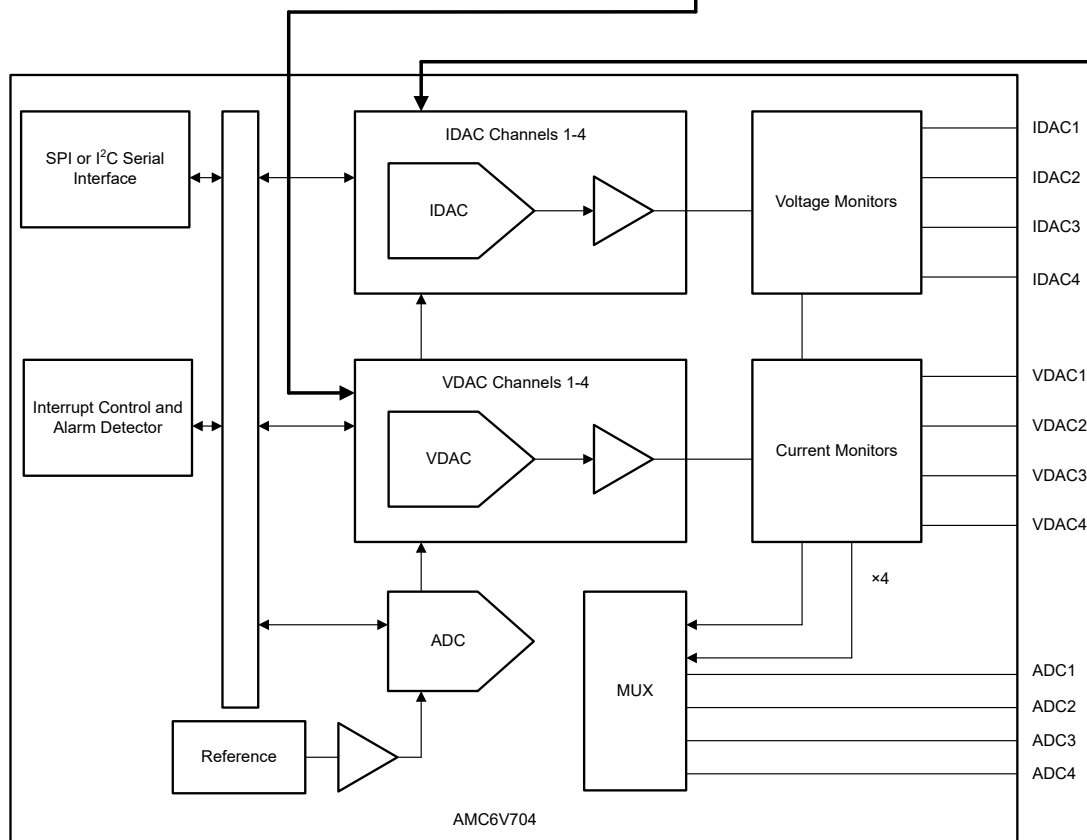 IDAC Channels 1-4
SPI or I²C Serial
Interface
IDAC
Voltage Monitors
IDAC1
IDAC2
IDAC3
IDAC4
VDAC Channels 1-4
Interrupt Control and
Alarm Detector
VDAC
Current Monitors
VDAC1
VDAC2
VDAC3
VDAC4
×4
ADC
MUX
ADC1
ADC2
ADC3
ADC4
Reference
AMC6V704